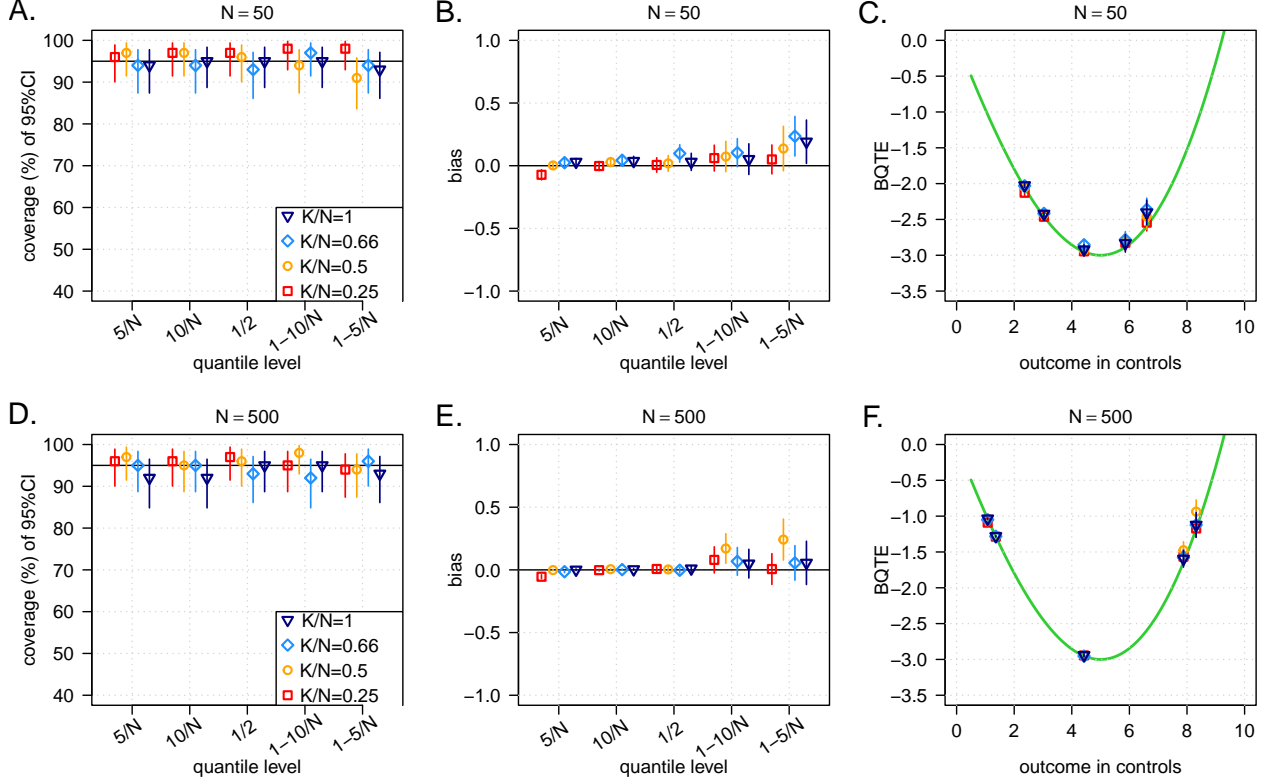 A.
N = 50
coverage (%) of 95%CI
100
90
80
70
60
50
40
K/N=1
K/N=0.66
K/N=0.5
K/N=0.25
5/N
10/N
1/2
1−10/N
1−5/N
quantile level
B.
N = 50
bias
1.0
0.5
0.0
−0.5
−1.0
5/N
10/N
1/2
1−10/N
1−5/N
quantile level
C.
N = 50
BQTE
0.0
−0.5
−1.0
−1.5
−2.0
−2.5
−3.0
−3.5
0
2
4
6
8
10
outcome in controls
D.
N = 500
coverage (%) of 95%CI
100
90
80
70
60
50
40
K/N=1
K/N=0.66
K/N=0.5
K/N=0.25
5/N
10/N
1/2
1−10/N
1−5/N
quantile level
E.
N = 500
bias
1.0
0.5
0.0
−0.5
−1.0
5/N
10/N
1/2
1−10/N
1−5/N
quantile level
F.
N = 500
BQTE
0.0
−0.5
−1.0
−1.5
−2.0
−2.5
−3.0
−3.5
0
2
4
6
8
10
outcome in controls